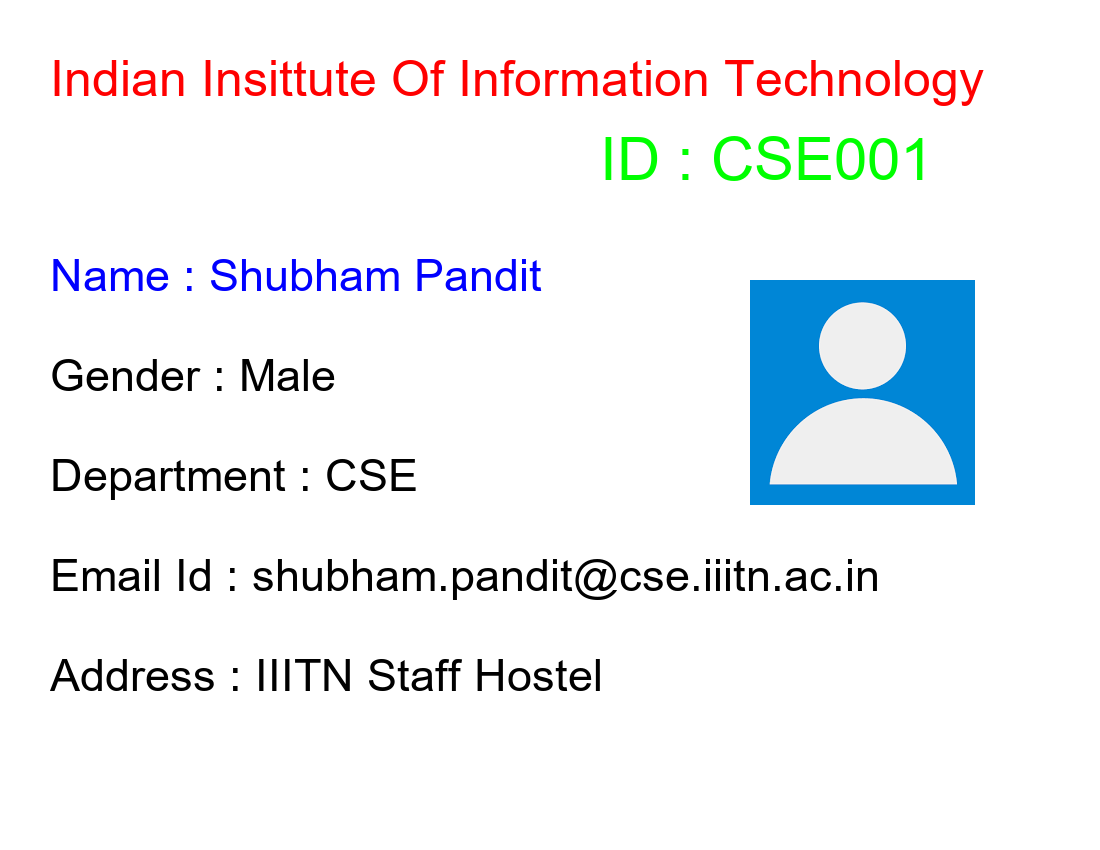 Indian Insittute Of Information Technology
ID : CSE001
Name : Shubham Pandit
Gender : Male
Department : CSE
Email Id : shubham.pandit@cse.iiitn.ac.in
Address : IIITN Staff Hostel